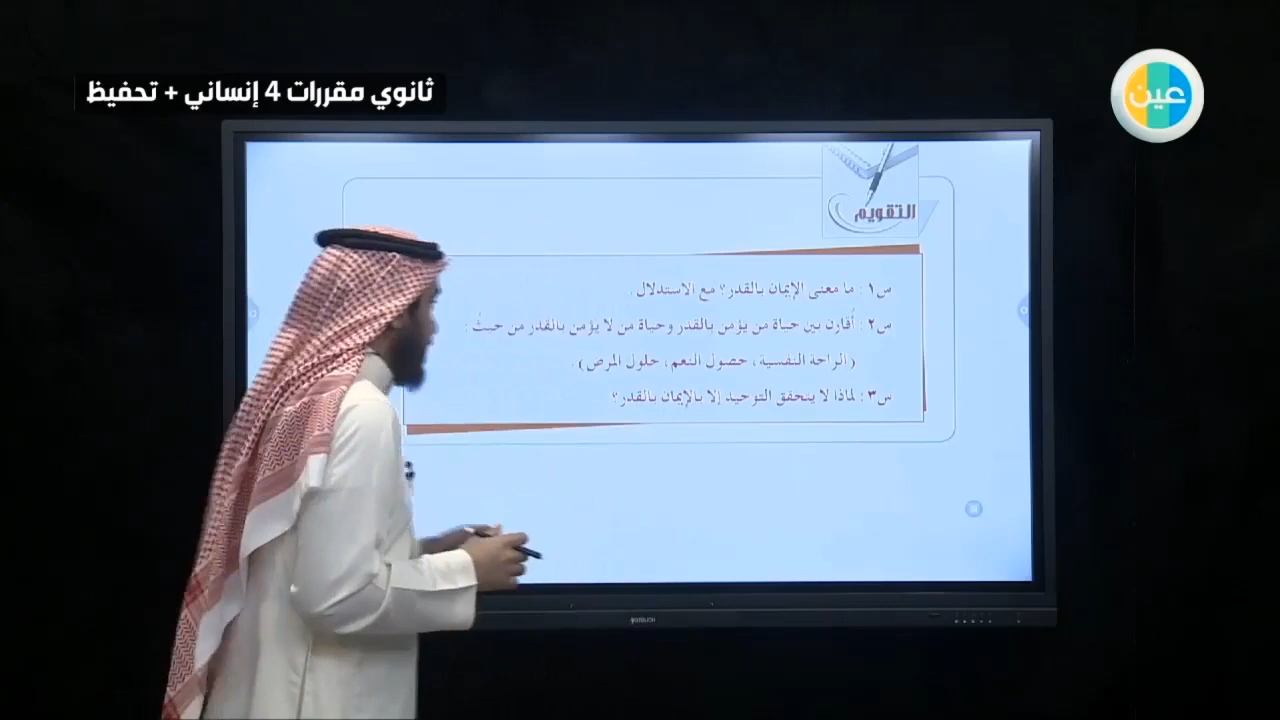 ثانوي مقررات 4 إنساني + تحفيظ
عين
التقويم
س١ : ما معنى الإيمان بالقدر؟ مع الاستدلال .
س٢ : أُقارن بين حياة من يؤمن بالقدر وحياة من لا يؤمن بالقدر من حيثُ :
(الراحة النفسية، حصول النعم، حلول المرض) .
س٣ : لماذا لا يتحقق التوحيد إلا بالإيمان بالقدر؟